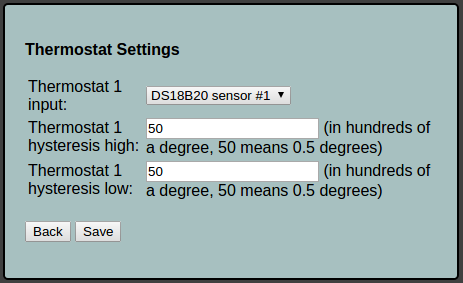 Thermostat Settings
Thermostat 1
input:
DS18B20 sensor #1
Thermostat 1
hysteresis high:
50 (in hundreds of
a degree, 50 means 0.5 degrees)
Thermostat 1
hysteresis low:
50 (in hundreds of
a degree, 50 means 0.5 degrees)
Back Save